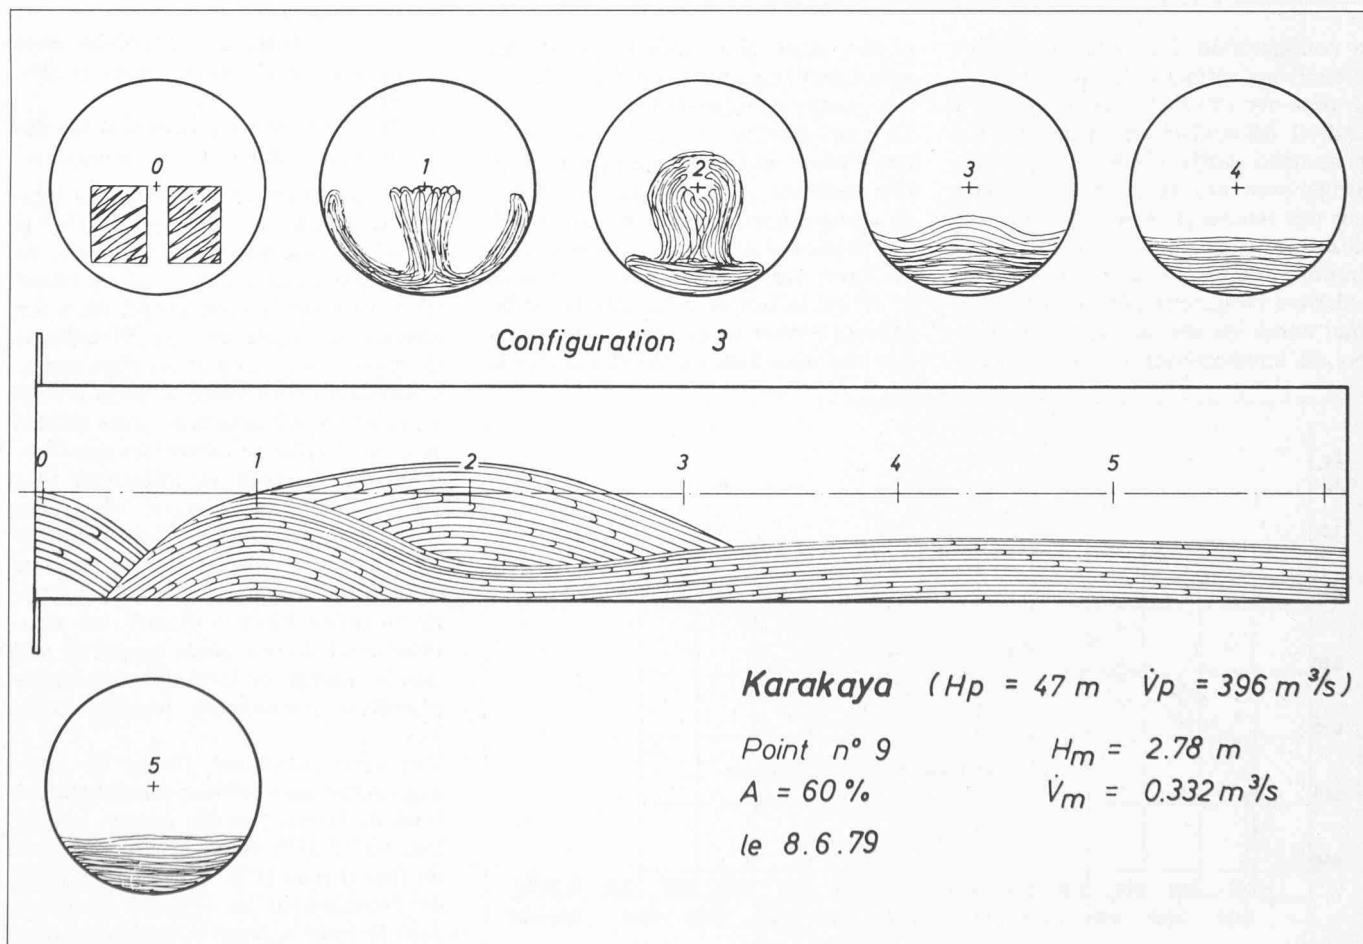 0
1
2
3
4
Configuration 3
0 1 2 3 4 5
5
Karakaya (Hp = 47 m V̇p = 396 m³/s)
Point n° 9 Hm = 2.78 m
A = 60 % V̇m = 0.332 m³/s
le 8.6.79